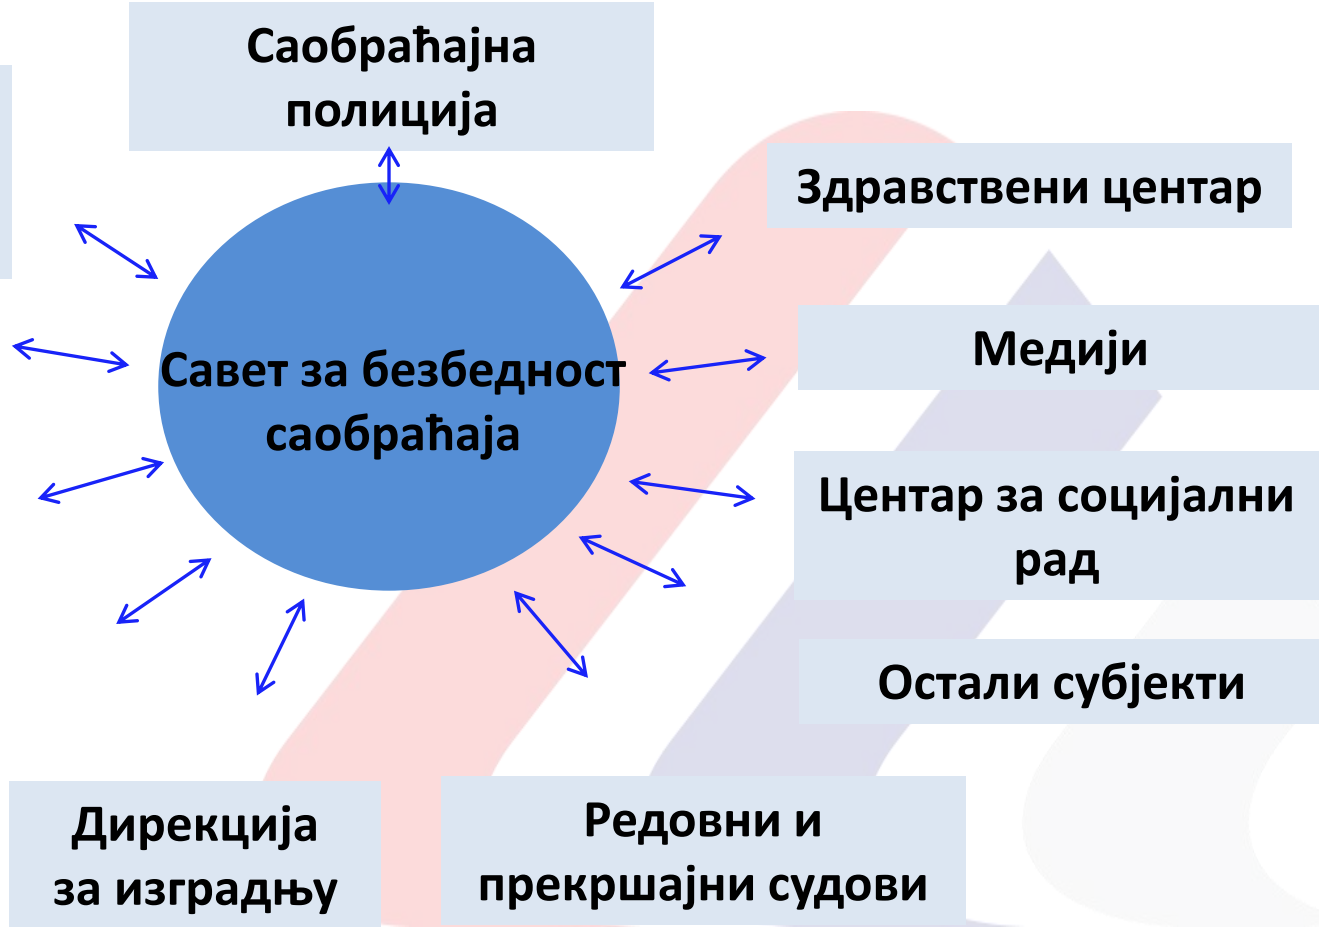 Саобраћајна
полиција
Здравствени центар
Савет за безбедност
саобраћаја
Медији
Центар за социјални
рад
Остали субјекти
Дирекција
за изградњу
Редовни и
прекршајни судови